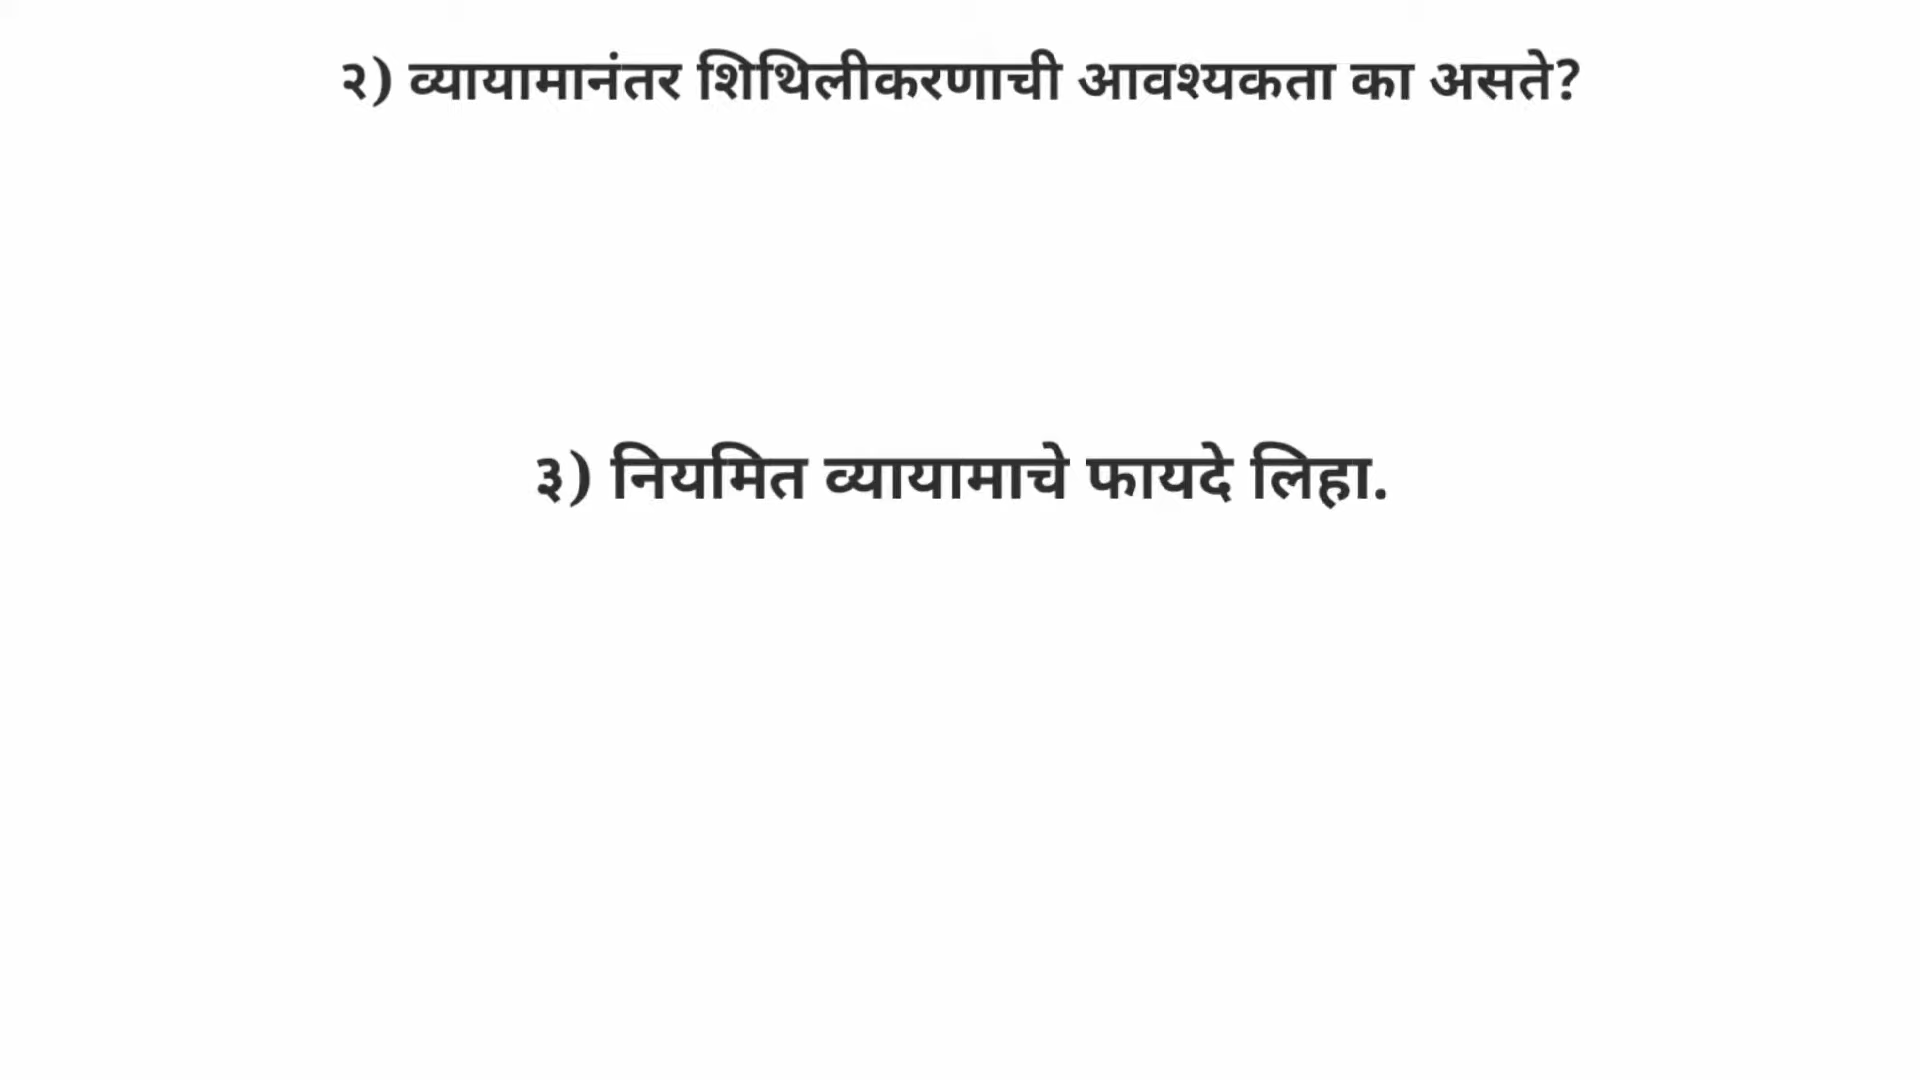 २) व्यायामानंतर शिथिलीकरणाची आवश्यकता का असते?
३) नियमित व्यायामाचे फायदे लिहा.